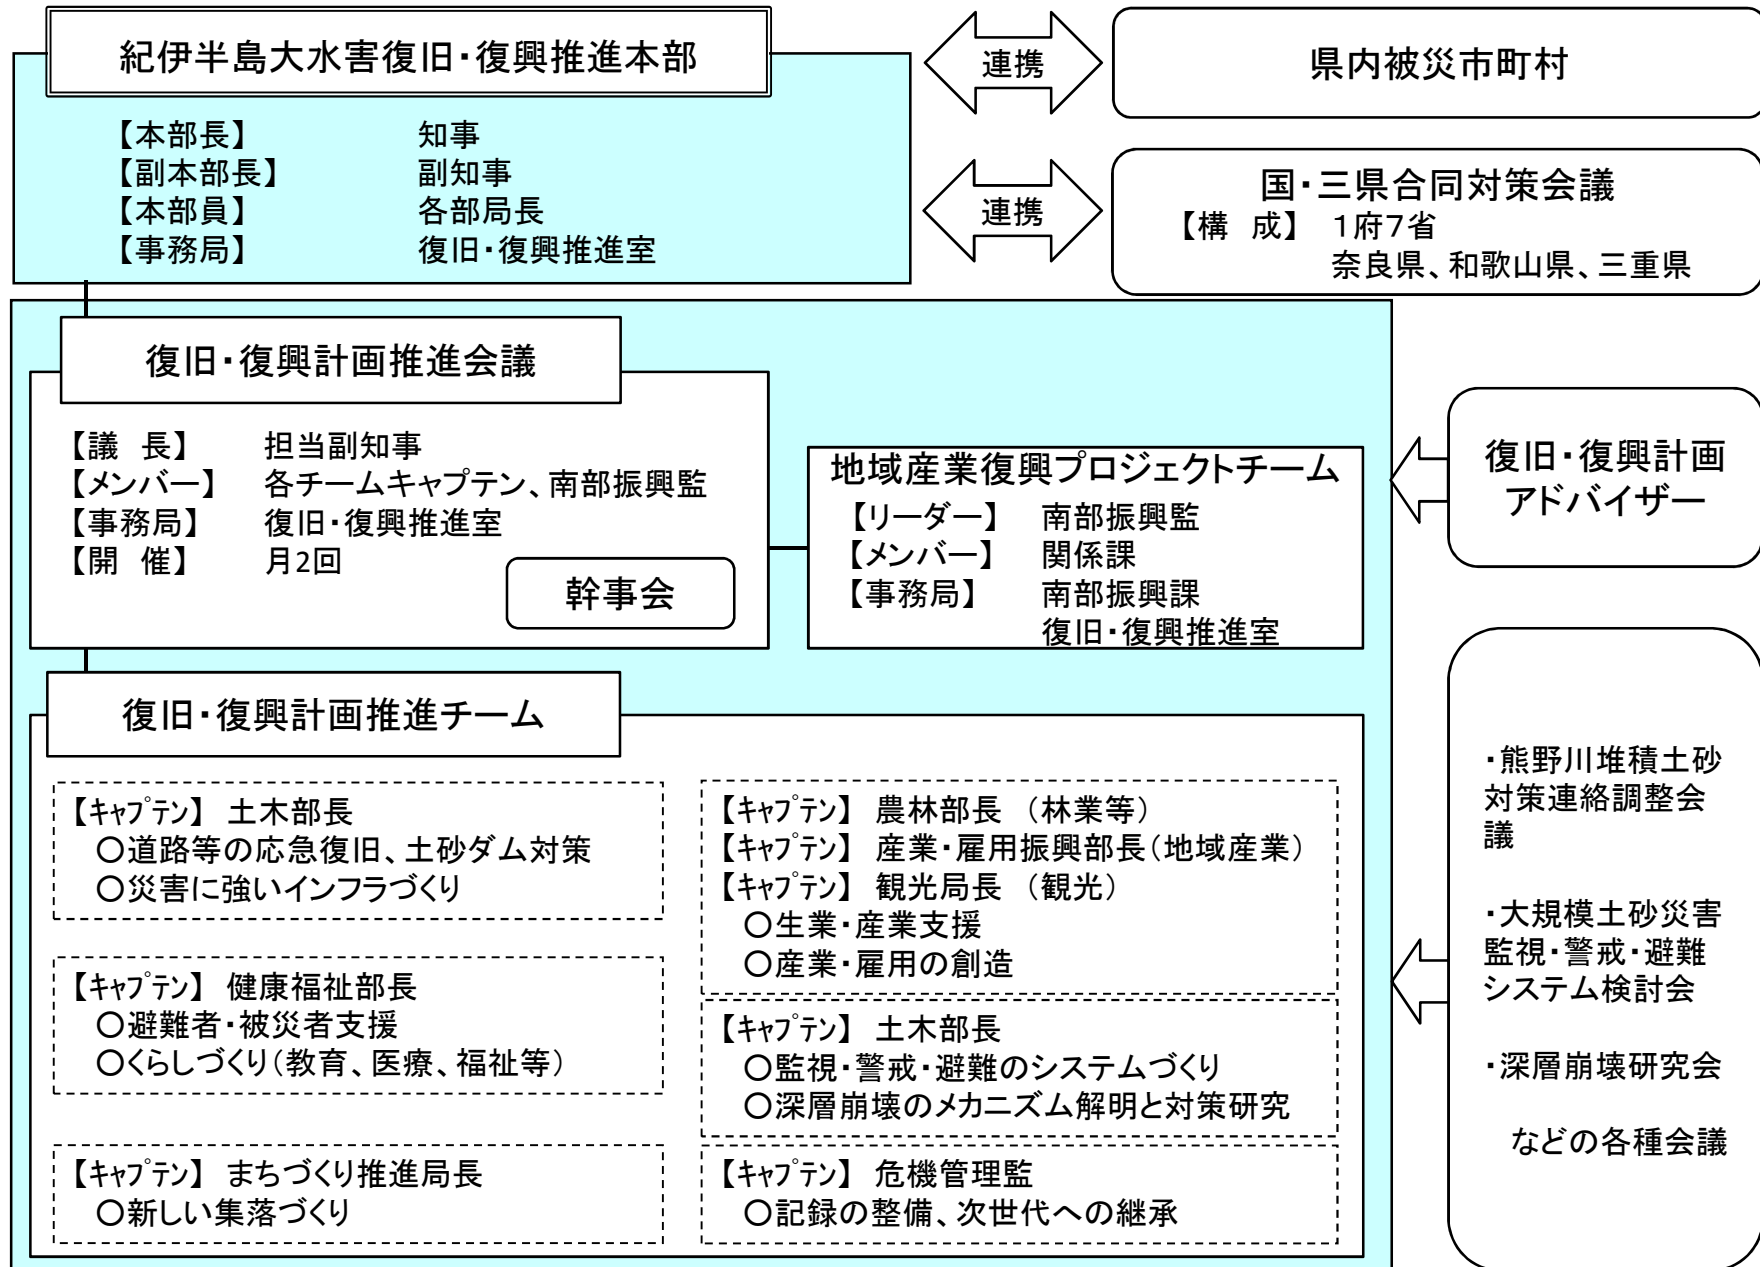 紀伊半島大水害復旧・復興推進本部
【本部長】 知事
【副本部長】 副知事
【本部員】 各部局長
【事務局】 復旧・復興推進室
連携
県内被災市町村
連携
国・三県合同対策会議
【構 成】 1府7省
奈良県、和歌山県、三重県
復旧・復興計画推進会議
【議 長】 担当副知事
【メンバー】 各チームキャプテン、南部振興監
【事務局】 復旧・復興推進室
【開 催】 月2回
幹事会
地域産業復興プロジェクトチーム
【リーダー】 南部振興監
【メンバー】 関係課
【事務局】 南部振興課
復旧・復興推進室
復旧・復興計画
アドバイザー
復旧・復興計画推進チーム
【キャプテン】 土木部長
○道路等の応急復旧、土砂ダム対策
○災害に強いインフラづくり
【キャプテン】 健康福祉部長
○避難者・被災者支援
○くらしづくり(教育、医療、福祉等)
【キャプテン】 まちづくり推進局長
○新しい集落づくり
【キャプテン】 農林部長 (林業等)
【キャプテン】 産業・雇用振興部長(地域産業)
【キャプテン】 観光局長 (観光)
○生業・産業支援
○産業・雇用の創造
【キャプテン】 土木部長
○監視・警戒・避難のシステムづくり
○深層崩壊のメカニズム解明と対策研究
【キャプテン】 危機管理監
○記録の整備、次世代への継承
・熊野川堆積土砂
対策連絡調整会
議
・大規模土砂災害
監視・警戒・避難
システム検討会
・深層崩壊研究会
などの各種会議